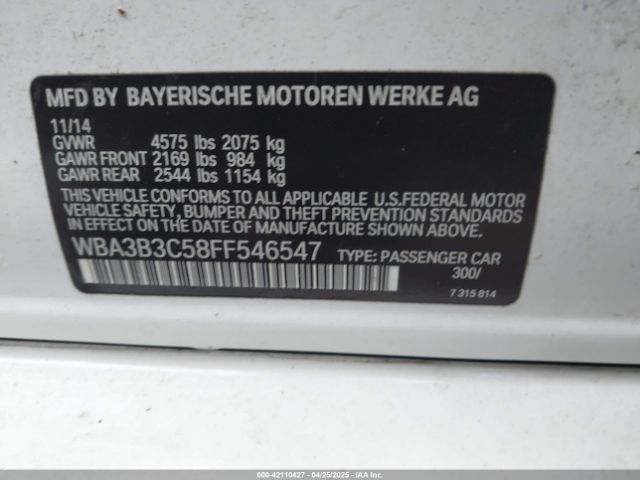 MFD BY BAYERISCHE MOTOREN WERKE AG
11/14
GVWR 4575 lbs 2075 kg
GAWR FRONT 2169 lbs 984 kg
GAWR REAR 2544 lbs 1154 kg
THIS VEHICLE CONFORMS TO ALL APPLICABLE U.S.FEDERAL MOTOR
VEHICLE SAFETY, BUMPER AND THEFT PREVENTION STANDARDS
IN EFFECT ON THE DATE OF MANUFACTURE SHOWN ABOVE.
WBA3B3C58FF546547 TYPE: PASSENGER CAR
300/
7 315 814
000-42110427 - 04/25/2025 - IAAI.COM